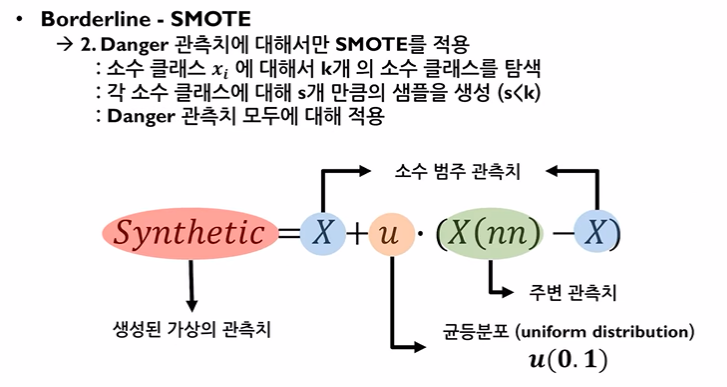 • Borderline - SMOTE
→ 2. Danger 관측치에 대해서만 SMOTE를 적용
: 소수 클래스 𝑥ᵢ 에 대해서 k개 의 소수 클래스를 탐색
: 각 소수 클래스에 대해 s개 만큼의 샘플을 생성 (s<k)
: Danger 관측치 모두에 대해 적용
소수 범주 관측치
Synthetic = X + u · (X(nn) − X)
주변 관측치
생성된 가상의 관측치
균등분포 (uniform distribution)
u(0.1)